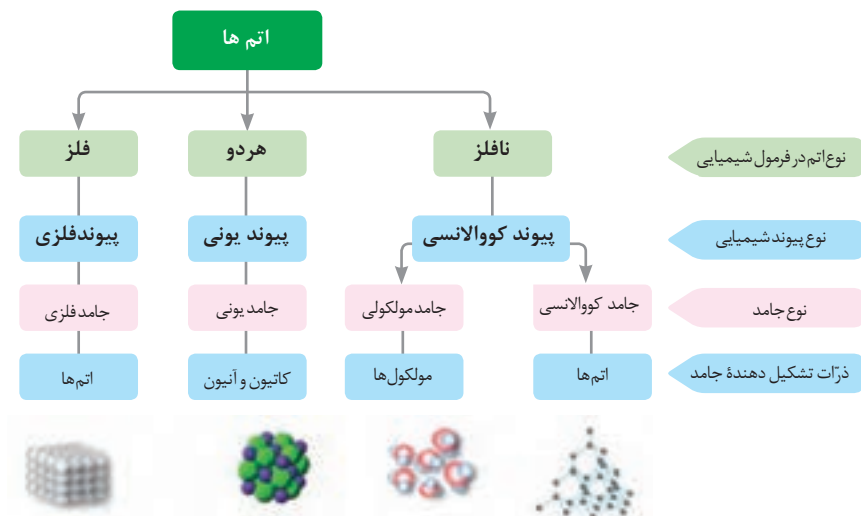 اتم ها
نوع اتم در فرمول شیمیایی
نافلز
هردو
فلز
نوع پیوند شیمیایی
پیوند کووالانسی
پیوند یونی
پیوندفلزی
نوع جامد
جامد کووالانسی
جامد مولکولی
جامد یونی
جامد فلزی
ذرّات تشکیل دهندهٔ جامد
اتم‌ها
مولکول‌ها
کاتیون و آنیون
اتم‌ها